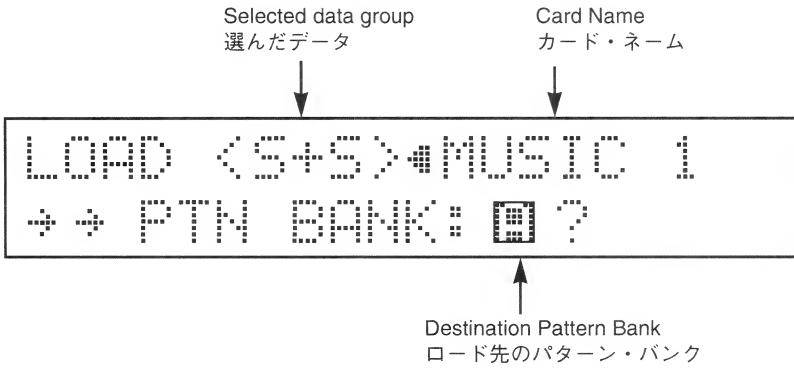 Selected data group
選んだデータ
Card Name
カード・ネーム
LOAD <S+S>◀MUSIC 1
→→ PTN BANK: ?
Destination Pattern Bank
ロード先のパターン・バンク